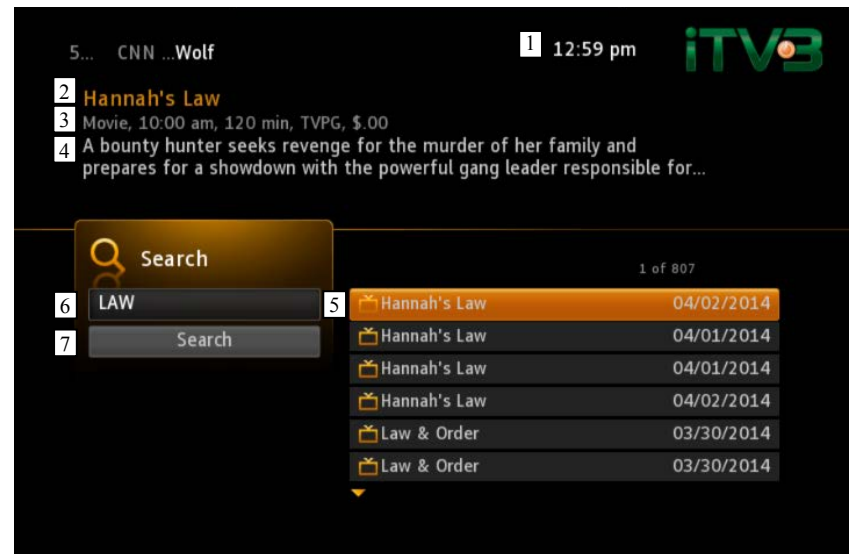 5... CNN ...Wolf
1 12:59 pm
iTV3
2 Hannah's Law
3 Movie, 10:00 am, 120 min, TVPG, $.00
4 A bounty hunter seeks revenge for the murder of her family and
prepares for a showdown with the powerful gang leader responsible for...
Search
1 of 807
6 LAW
7 Search
5 Hannah's Law 04/02/2014
Hannah's Law 04/01/2014
Hannah's Law 04/01/2014
Hannah's Law 04/02/2014
Law & Order 03/30/2014
Law & Order 03/30/2014